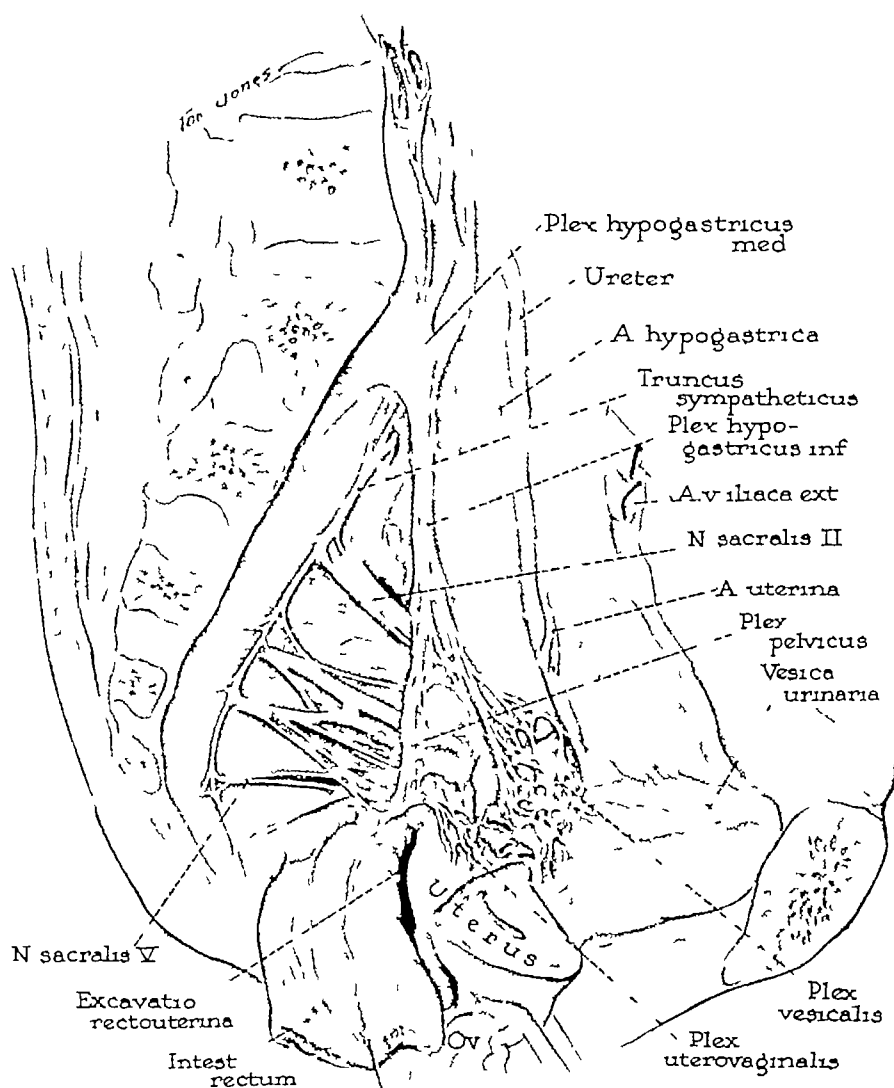 Tom Jones
Plex hypogastricus
med
Ureter
A hypogastrica
Truncus
sympatheticus
Plex hypo-
gastricus inf
A.v iliaca ext
N sacralis II
A uterina
Plex
pelvicus
Vesica
urinaria
Uterus
N sacralis V
Excavatio
rectouterina
Intest
rectum
Ov
Plex
vesicalis
Plex
uterovaginalis